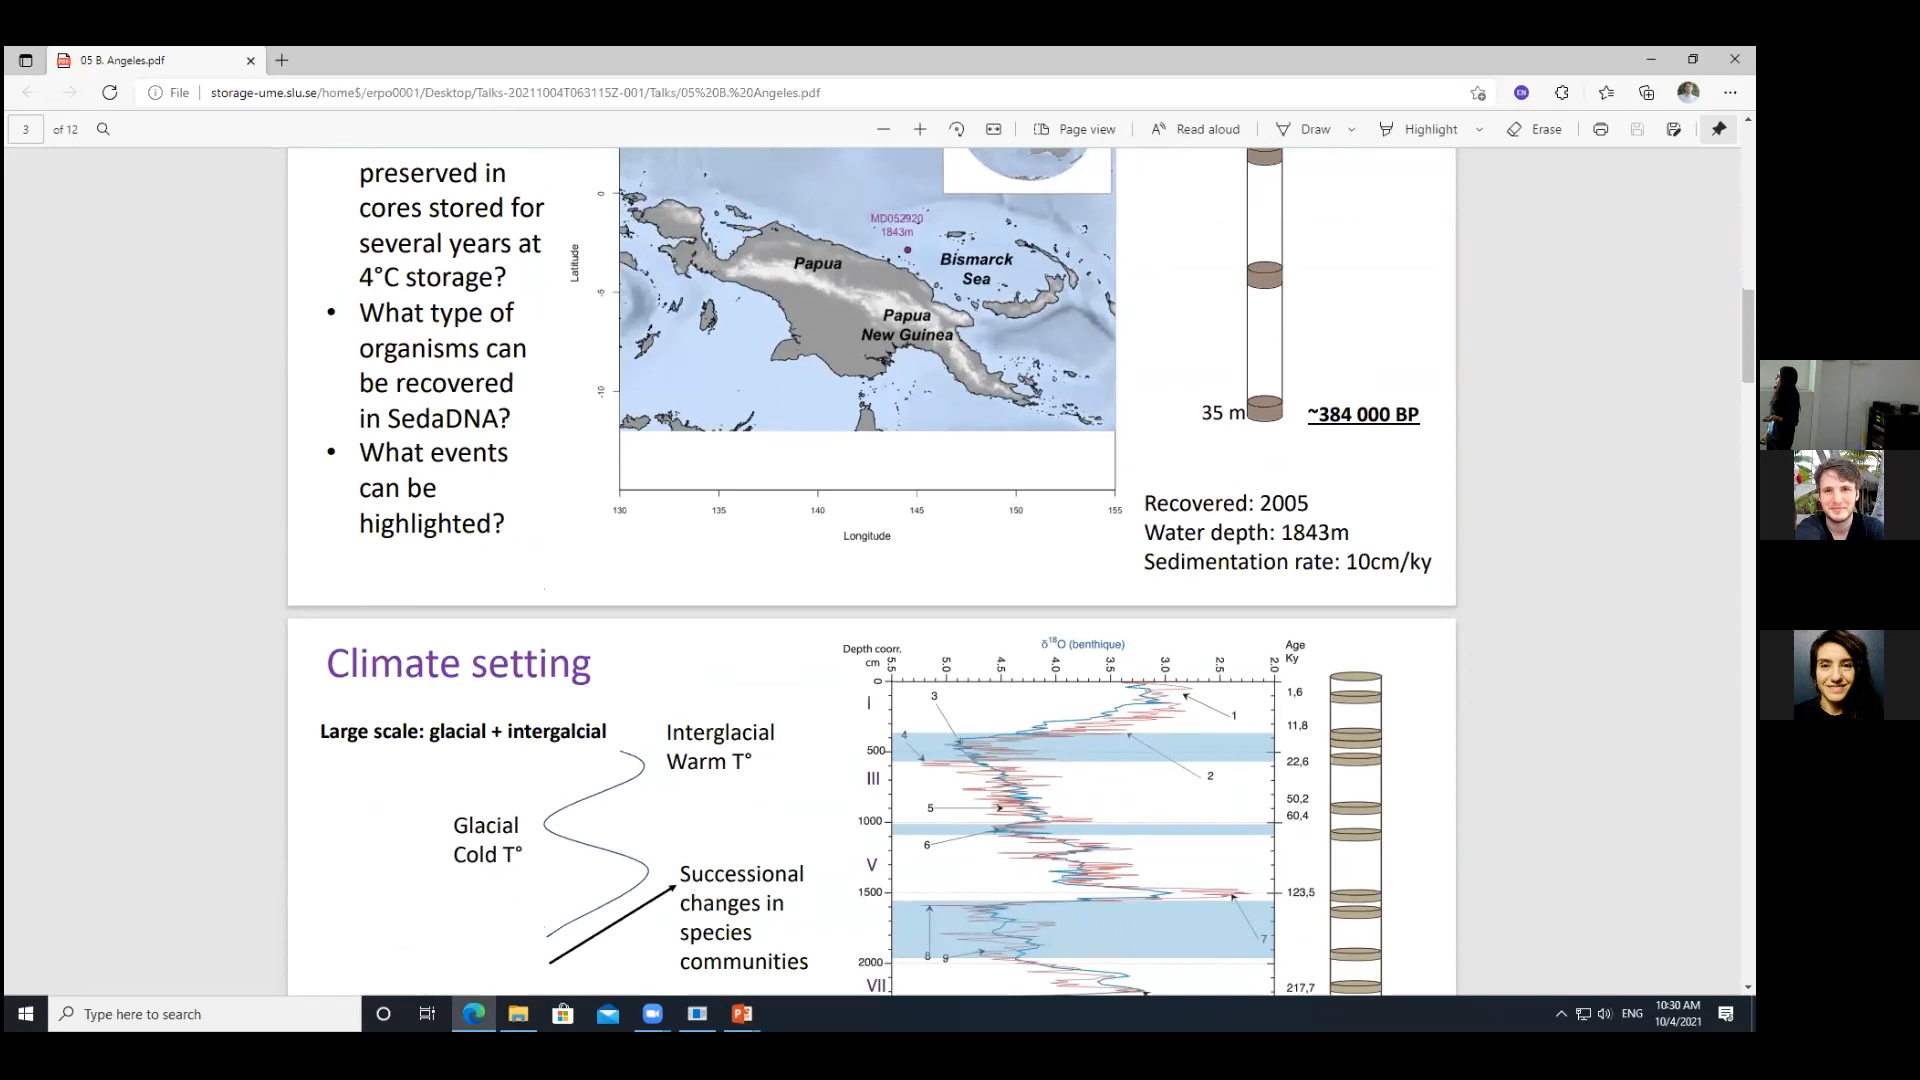 05 B. Angeles.pdf
File
storage-ume.slu.se/home$/erpo0001/Desktop/Talks-20211004T063115Z-001/Talks/05%20B.%20Angeles.pdf
EN
3 of 12
Page view
Read aloud
Draw
Highlight
Erase
preserved in
cores stored for
several years at
4°C storage?
• What type of
organisms can
be recovered
in SedaDNA?
• What events
can be
highlighted?
Latitude
0
-5
-10
MD052920
1843m
Papua
Bismarck
Sea
Papua
New Guinea
130 135 140 145 150 155
Longitude
35 m
~384 000 BP
Recovered: 2005
Water depth: 1843m
Sedimentation rate: 10cm/ky
Climate setting
Large scale: glacial + intergalcial
Interglacial
Warm T°
Glacial
Cold T°
Successional
changes in
species
communities
Depth coorr.
cm
δ18O (benthique)
Age
Ky
5.5 5.0 4.5 4.0 3.5 3.0 2.5 2.0
0
500
1000
1500
2000
I
III
V
VII
1
2
3
4
5
6
7
8
9
1,6
11,8
22,6
50,2
60,4
123,5
217,7
Type here to search
ENG
10:30 AM
10/4/2021